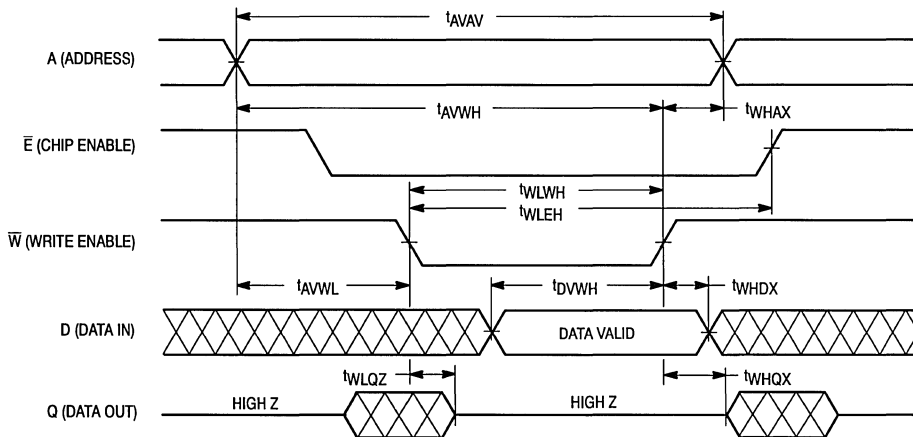 tAVAV
A (ADDRESS)
tAVWH
tWHAX
E̅ (CHIP ENABLE)
tWLWH
tWLEH
W̅ (WRITE ENABLE)
tAVWL
tDVWH
tWHDX
D (DATA IN)
DATA VALID
tWLQZ
tWHQX
Q (DATA OUT)
HIGH Z
HIGH Z